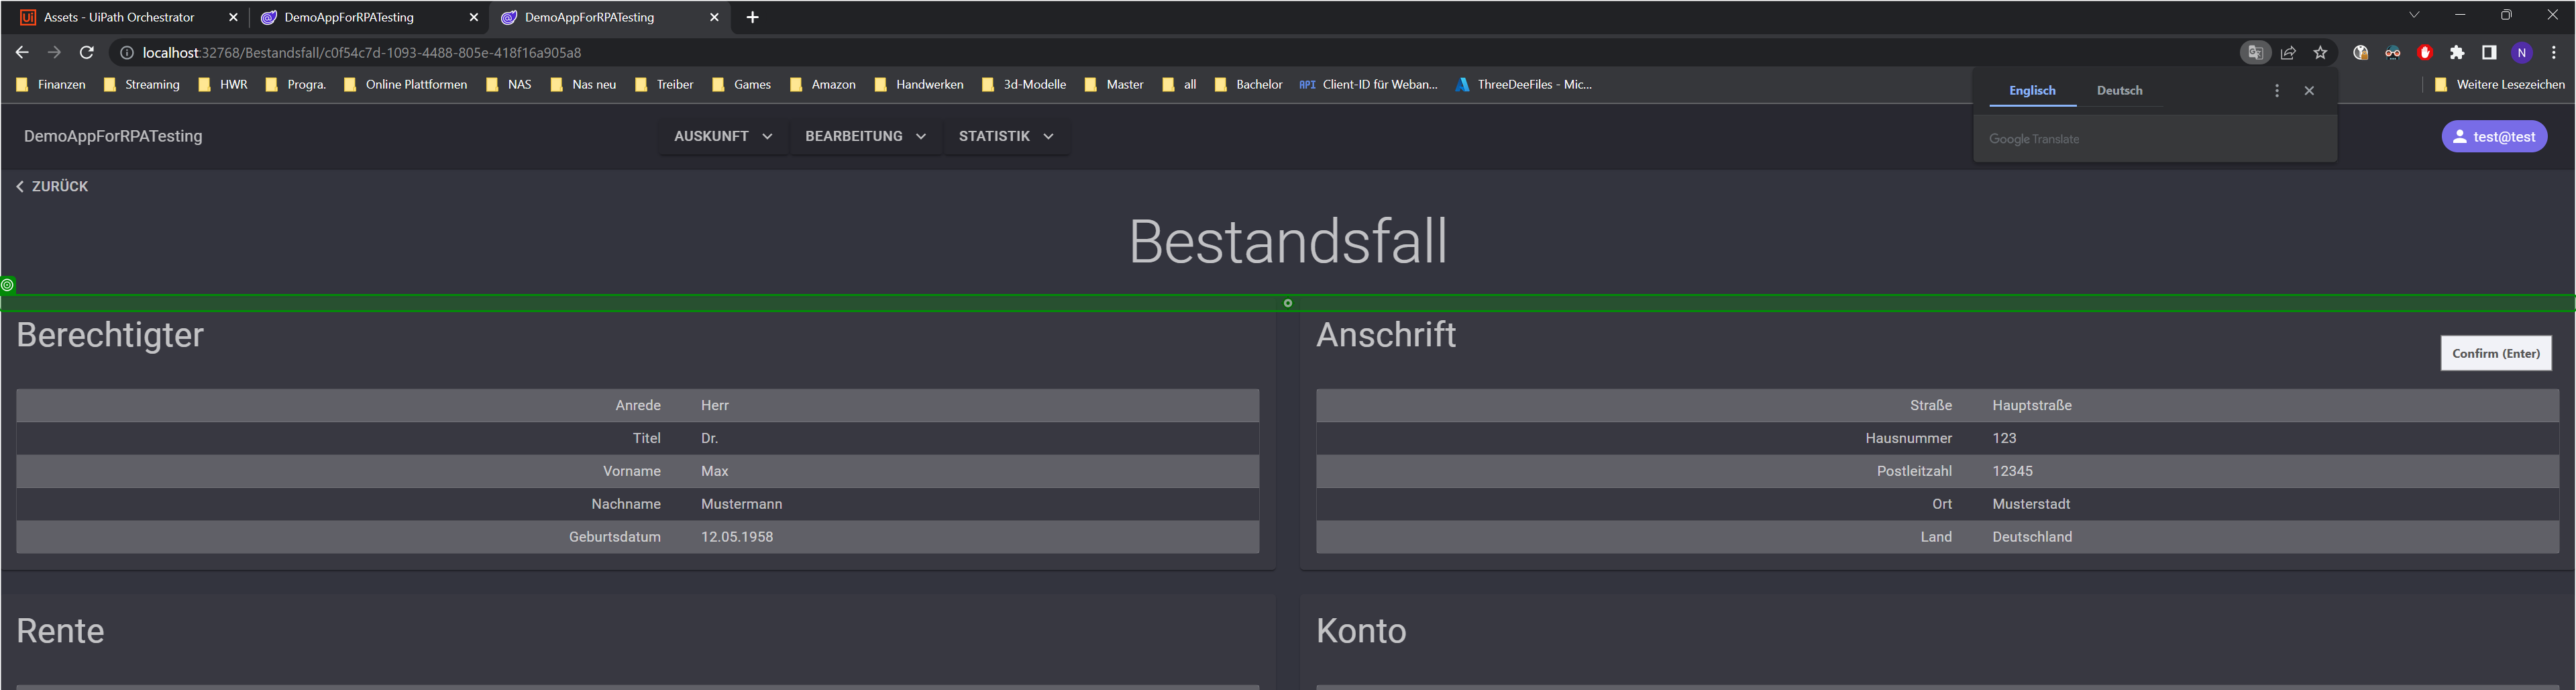 Assets - UiPath Orchestrator
DemoAppForRPATesting
DemoAppForRPATesting
localhost:32768/Bestandsfall/c0f54c7d-1093-4488-805e-418f16a905a8
N
Finanzen
Streaming
HWR
Progra.
Online Plattformen
NAS
Nas neu
Treiber
Games
Amazon
Handwerken
3d-Modelle
Master
all
Bachelor
API Client-ID für Weban...
ThreeDeeFiles - Mic...
Englisch
Deutsch
Weitere Lesezeichen
Google Translate
DemoAppForRPATesting
AUSKUNFT
BEARBEITUNG
STATISTIK
test@test
ZURÜCK
Bestandsfall
Berechtigter
Anrede Herr
Titel Dr.
Vorname Max
Nachname Mustermann
Geburtsdatum 12.05.1958
Anschrift
Confirm (Enter)
Straße Hauptstraße
Hausnummer 123
Postleitzahl 12345
Ort Musterstadt
Land Deutschland
Rente
Konto